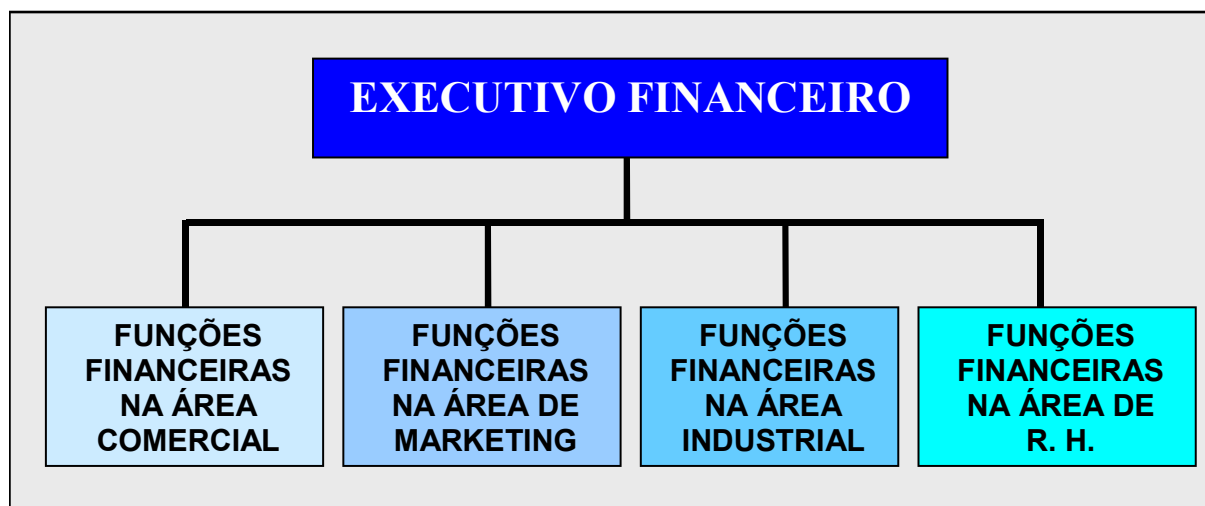 EXECUTIVO FINANCEIRO
FUNÇÕES
FINANCEIRAS
NA ÁREA
COMERCIAL
FUNÇÕES
FINANCEIRAS
NA ÁREA DE
MARKETING
FUNÇÕES
FINANCEIRAS
NA ÁREA
INDUSTRIAL
FUNÇÕES
FINANCEIRAS
NA ÁREA DE
R. H.